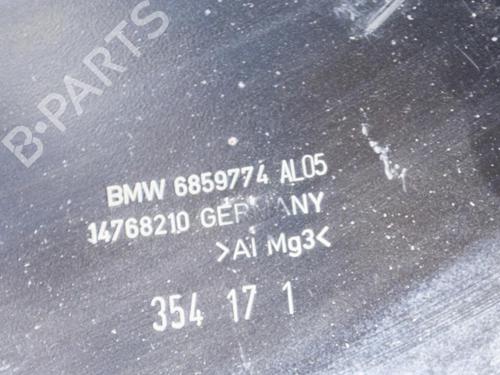 B-PARTS
BMW 6859774 AL05
14768210 GERMANY
>Al Mg3<
354 17 1